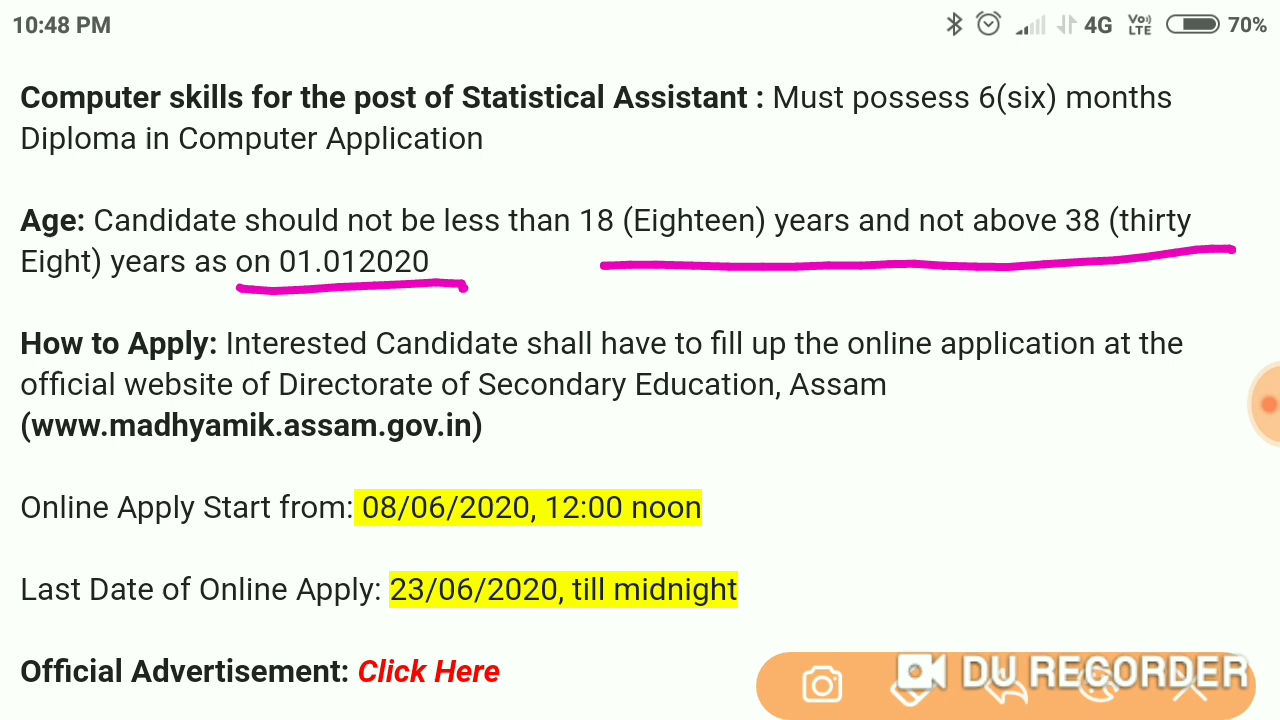 10:48 PM 4G Vo) LTE 70%
Computer skills for the post of Statistical Assistant : Must possess 6(six) months
Diploma in Computer Application
Age: Candidate should not be less than 18 (Eighteen) years and not above 38 (thirty
Eight) years as on 01.012020
How to Apply: Interested Candidate shall have to fill up the online application at the
official website of Directorate of Secondary Education, Assam
(www.madhyamik.assam.gov.in)
Online Apply Start from: 08/06/2020, 12:00 noon
Last Date of Online Apply: 23/06/2020, till midnight
Official Advertisement: Click Here
DU RECORDER